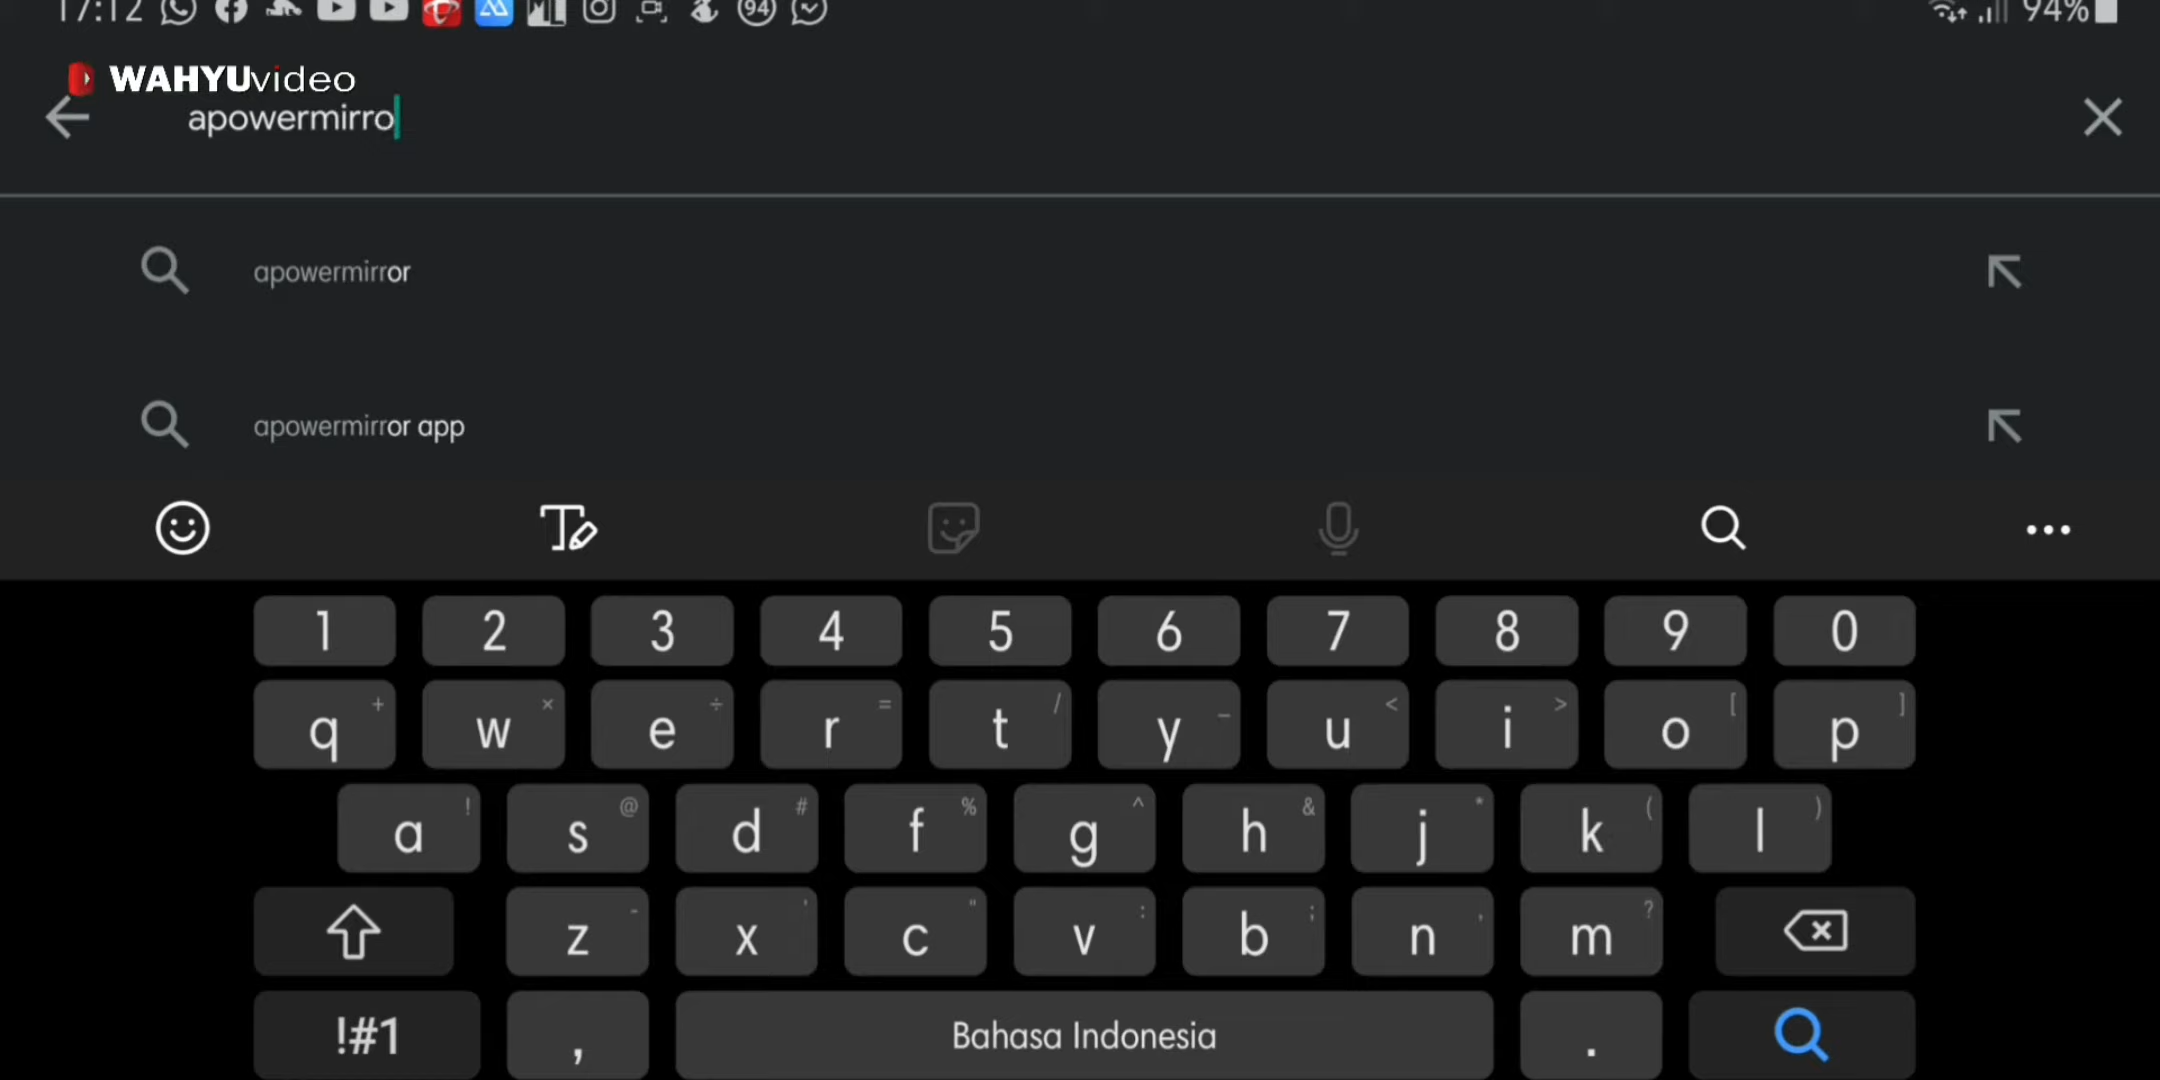 17:12 94 94%
WAHYUvideo
apowermirro
apowermirror
apowermirror app
1 2 3 4 5 6 7 8 9 0
q + w × e ÷ r = t / y _ u < i > o [ p ]
a ! s @ d # f % g ^ h & j * k ( l )
z - x ' c " v : b ; n , m ?
!#1 , Bahasa Indonesia .